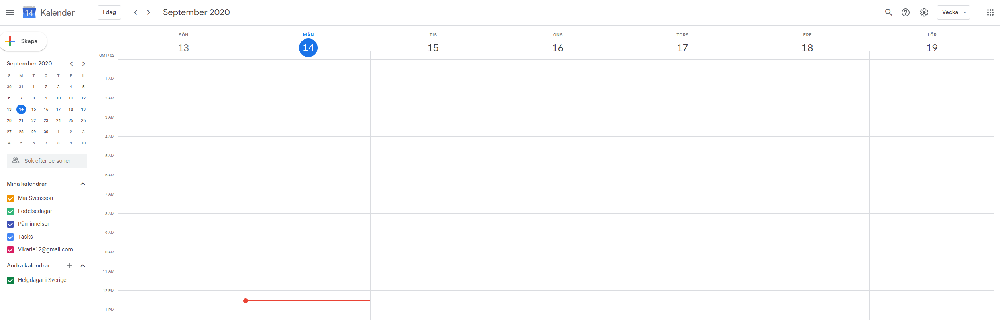 14 Kalender I dag September 2020 Vecka
Skapa
SÖN MÅN TIS ONS TORS FRE LÖR
13 14 15 16 17 18 19
GMT+02
September 2020
S M T O T F L
30 31 1 2 3 4 5
6 7 8 9 10 11 12
13 14 15 16 17 18 19
20 21 22 23 24 25 26
27 28 29 30 1 2 3
4 5 6 7 8 9 10
Sök efter personer
Mina kalendrar
Mia Svensson
Födelsedagar
Påminnelser
Tasks
Vikarie12@gmail.com
Andra kalendrar
Helgdagar i Sverige
1 AM
2 AM
3 AM
4 AM
5 AM
6 AM
7 AM
8 AM
9 AM
10 AM
11 AM
12 PM
1 PM